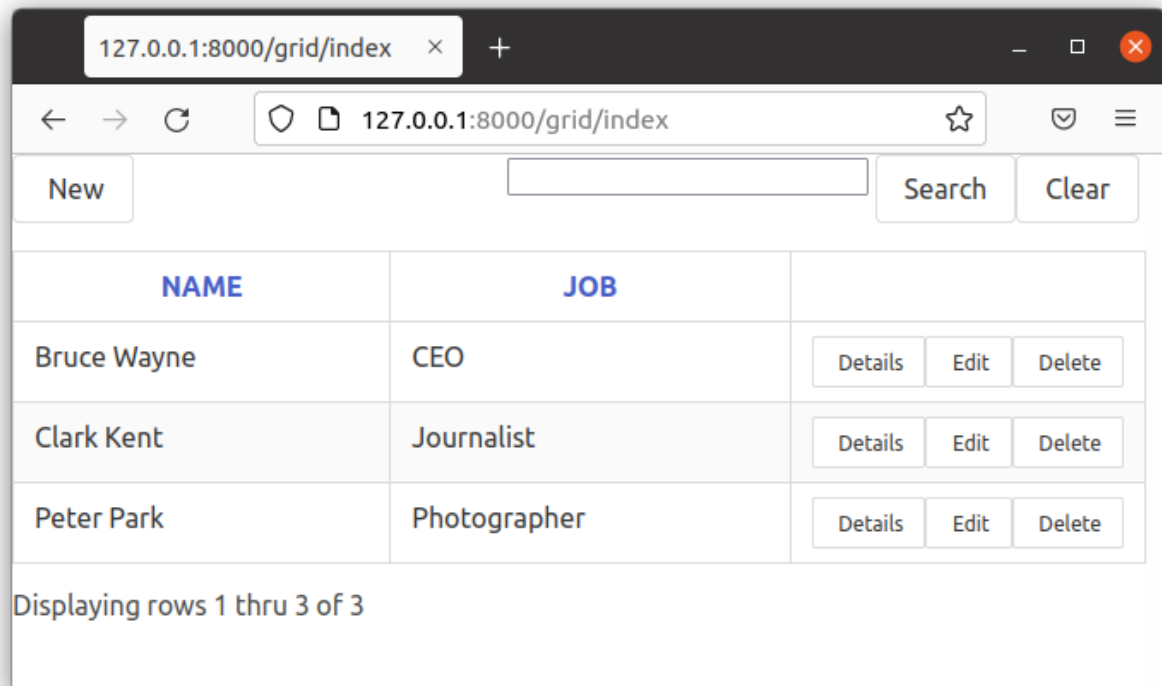 127.0.0.1:8000/grid/index
127.0.0.1:8000/grid/index
New Search Clear
NAME JOB
Bruce Wayne CEO Details Edit Delete
Clark Kent Journalist Details Edit Delete
Peter Park Photographer Details Edit Delete
Displaying rows 1 thru 3 of 3